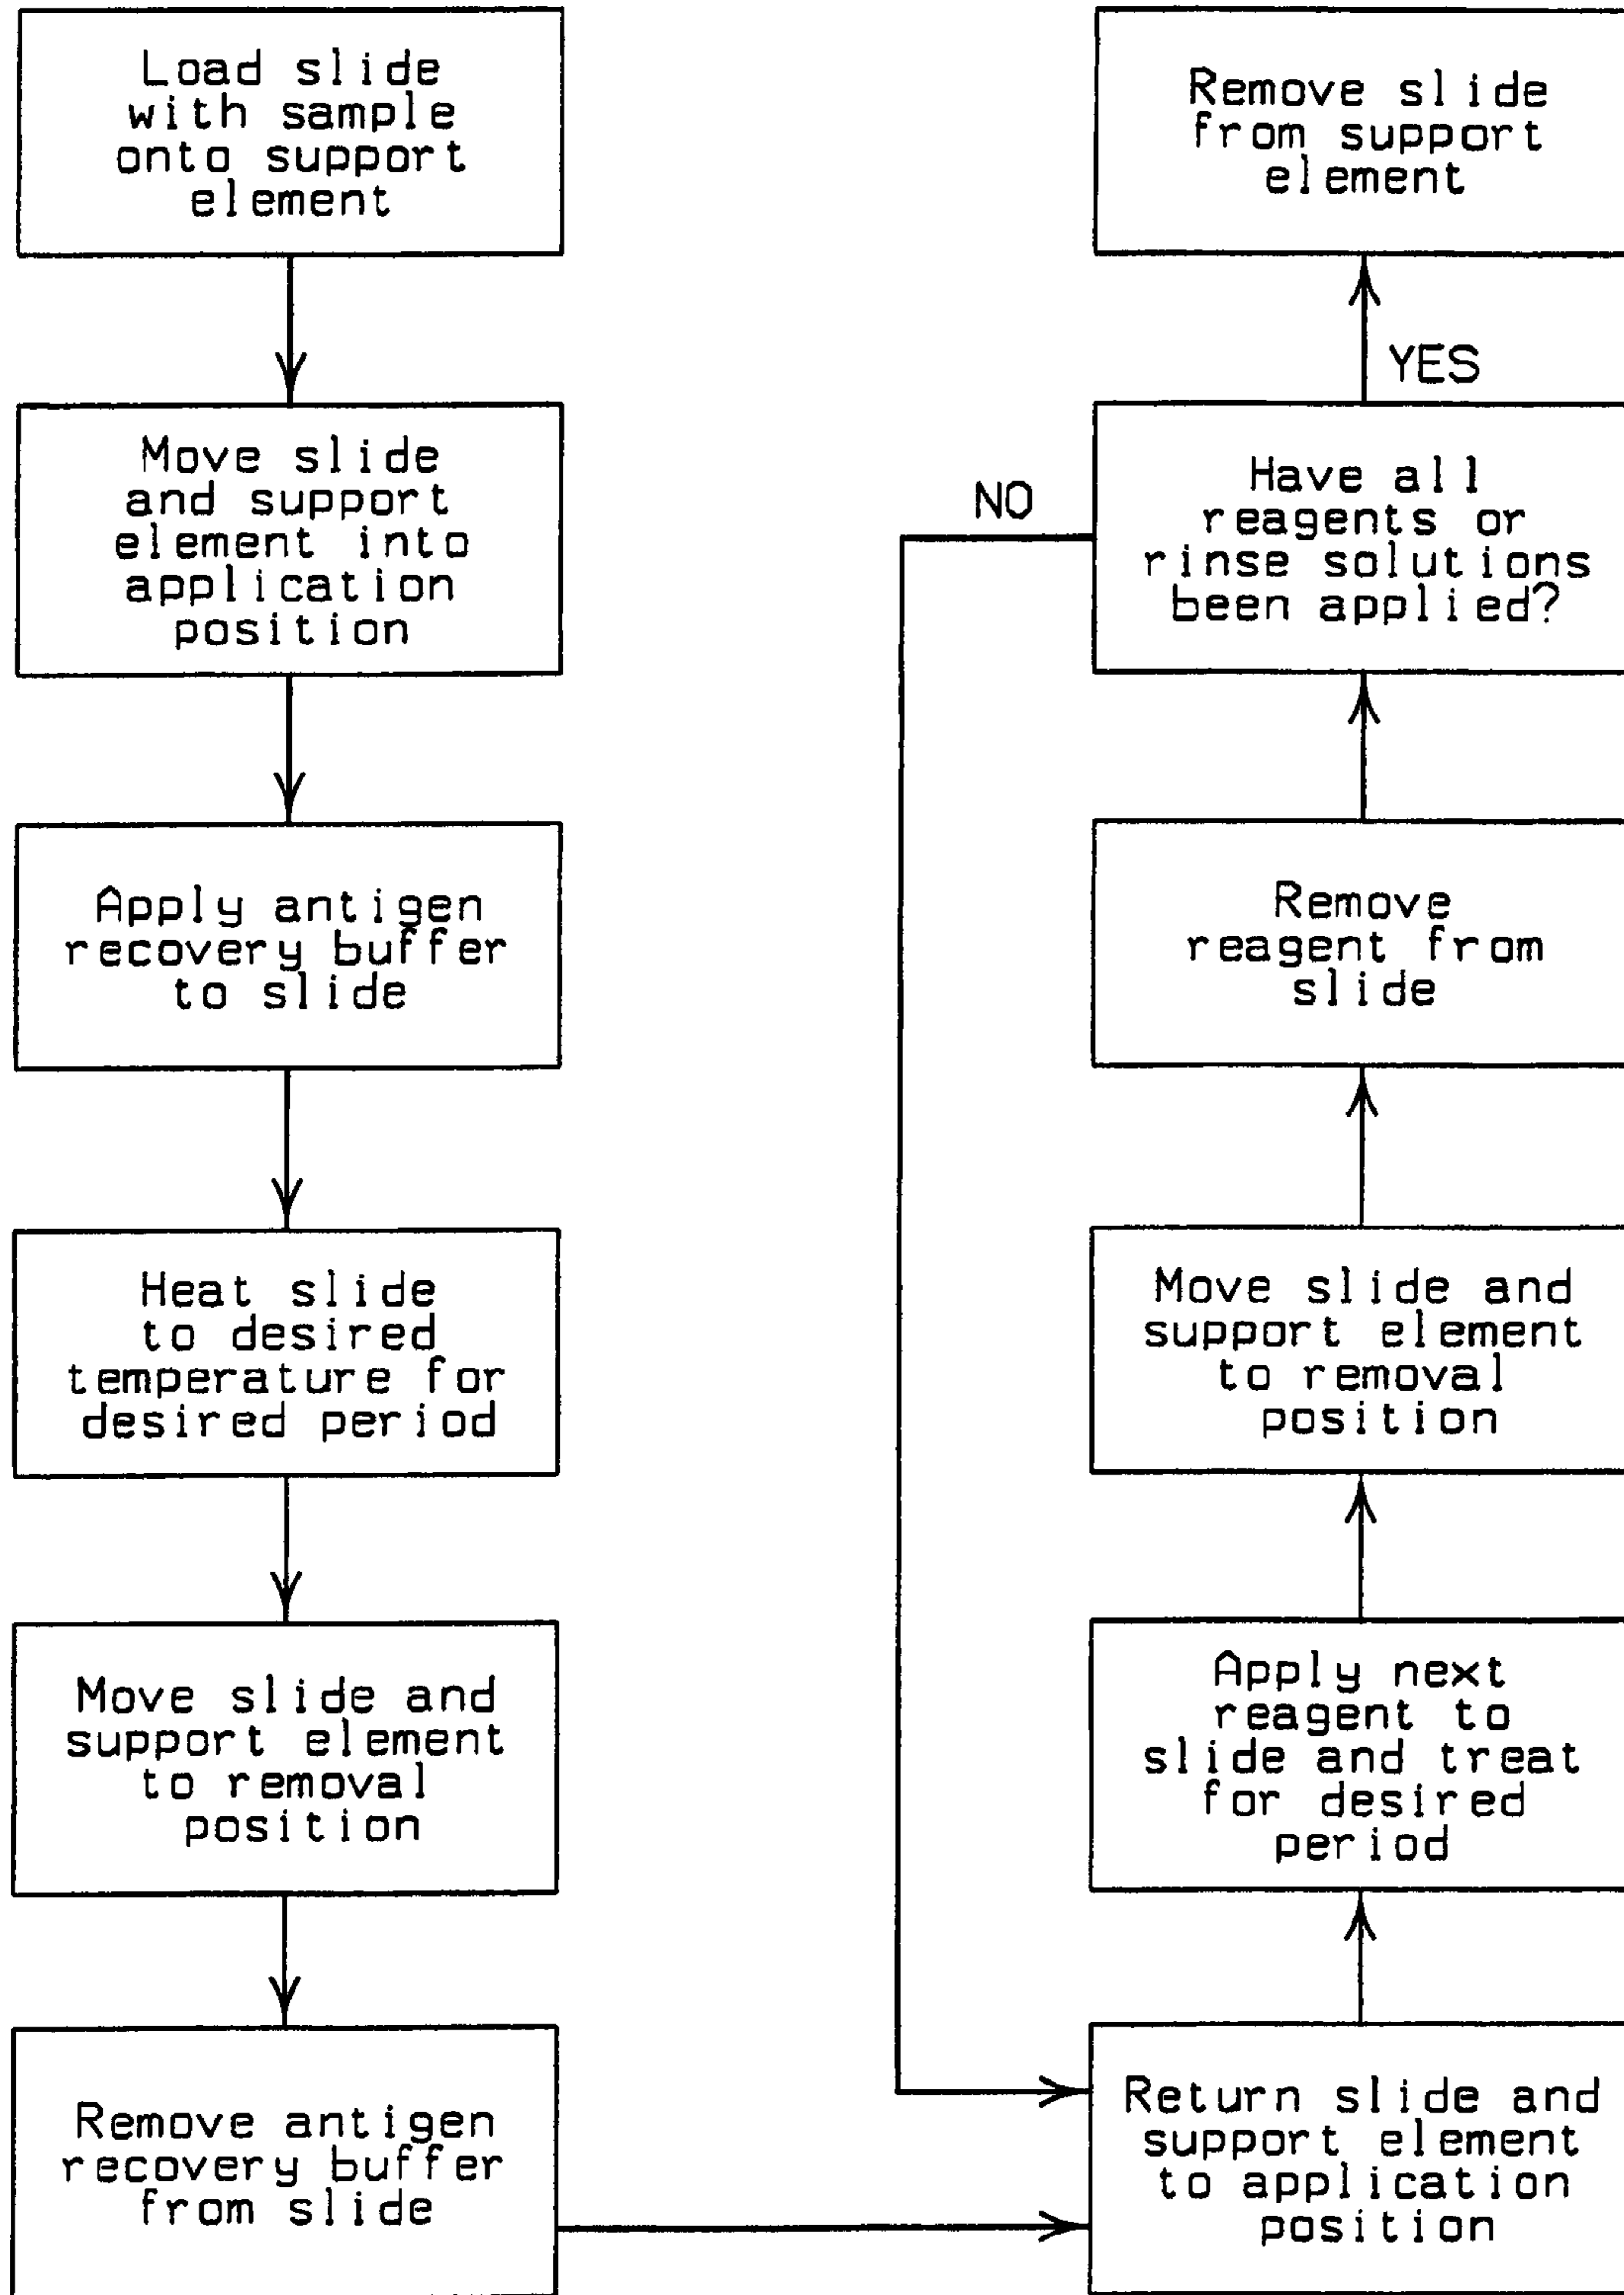 Load slide
with sample
onto support
element
Move slide
and support
element into
application
position
Apply antigen
recovery buffer
to slide
Heat slide
to desired
temperature for
desired period
Move slide and
support element
to removal
position
Remove antigen
recovery buffer
from slide
Return slide and
support element
to application
position
Apply next
reagent to
slide and treat
for desired
period
Move slide and
support element
to removal
position
Remove
reagent from
slide
Have all
reagents or
rinse solutions
been applied?
NO
YES
Remove slide
from support
element